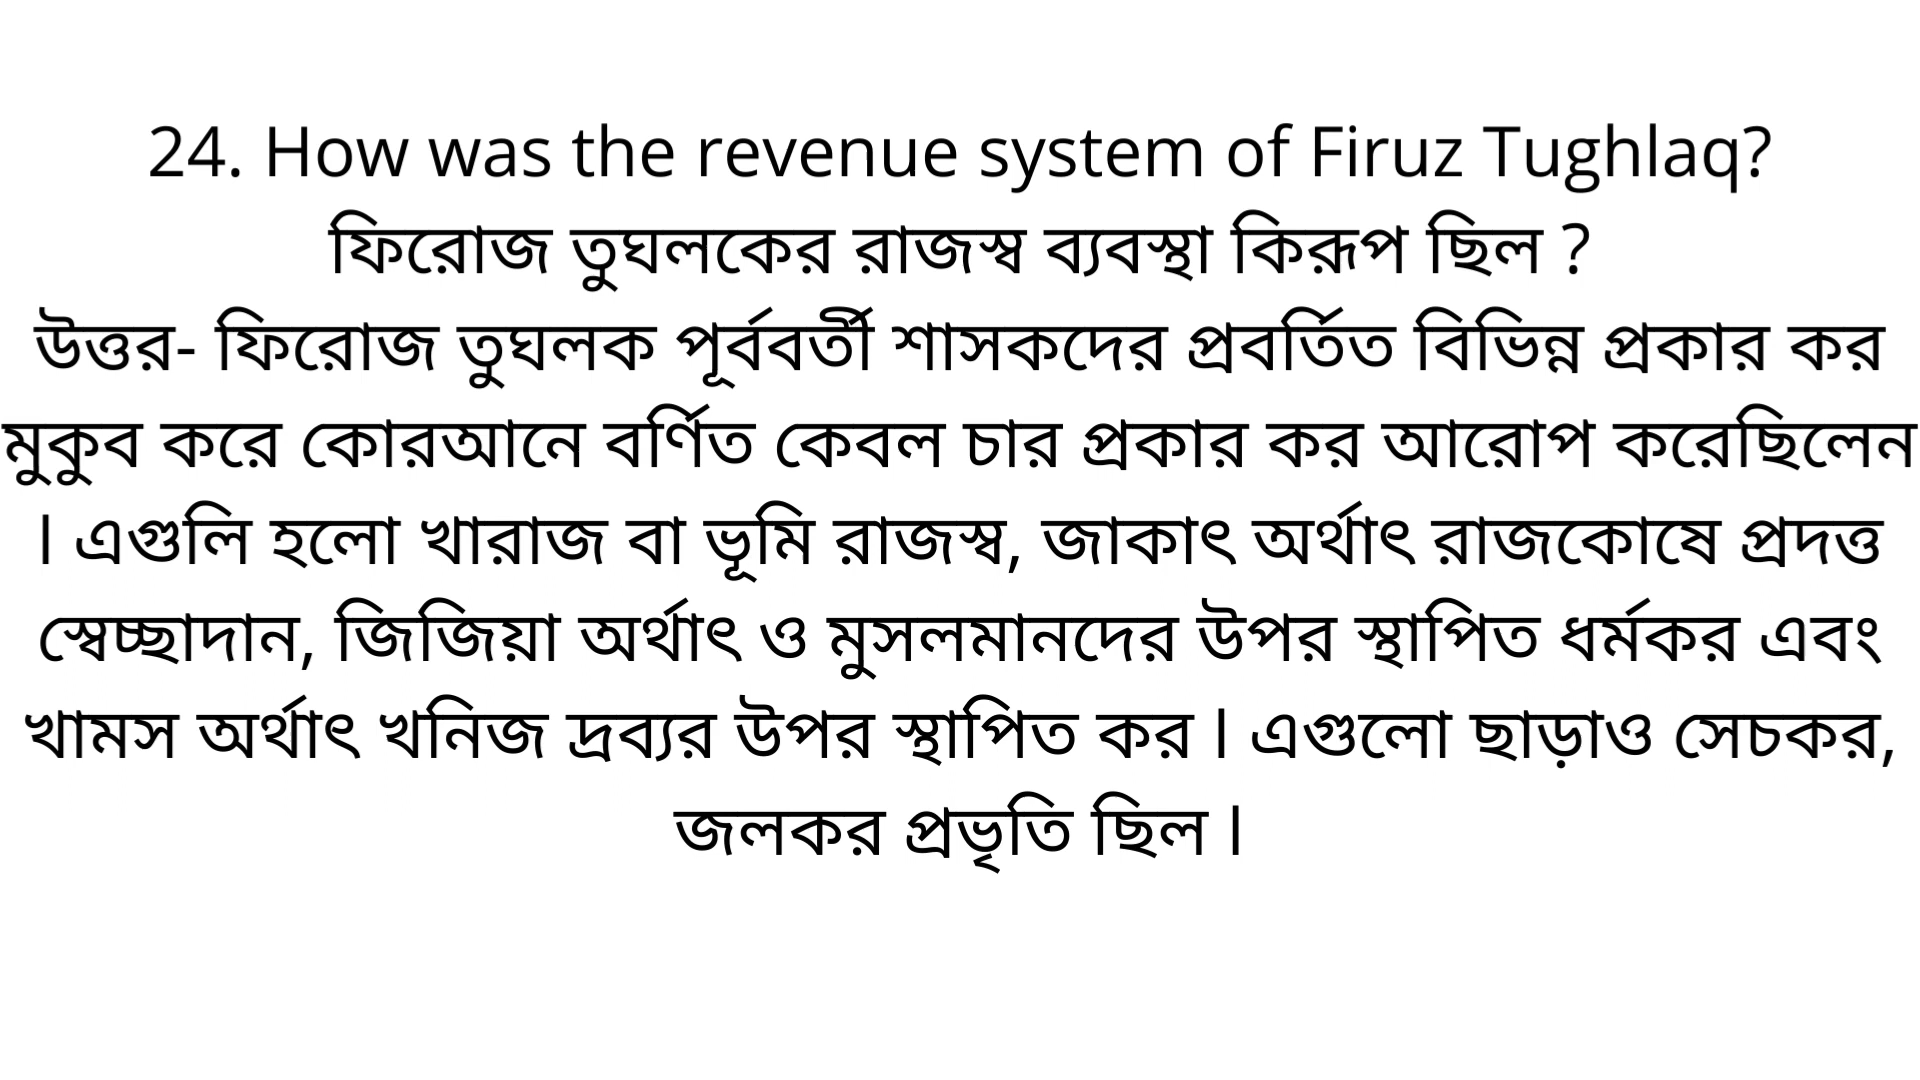 24. How was the revenue system of Firuz Tughlaq?
ফিরোজ তুঘলকের রাজস্ব ব্যবস্থা কিরূপ ছিল ?
উত্তর- ফিরোজ তুঘলক পূর্ববর্তী শাসকদের প্রবর্তিত বিভিন্ন প্রকার কর
মুকুব করে কোরআনে বর্ণিত কেবল চার প্রকার কর আরোপ করেছিলেন
l এগুলি হলো খারাজ বা ভূমি রাজস্ব, জাকাৎ অর্থাৎ রাজকোষে প্রদত্ত
স্বেচ্ছাদান, জিজিয়া অর্থাৎ ও মুসলমানদের উপর স্থাপিত ধর্মকর এবং
খামস অর্থাৎ খনিজ দ্রব্যর উপর স্থাপিত কর l এগুলো ছাড়াও সেচকর,
জলকর প্রভৃতি ছিল l